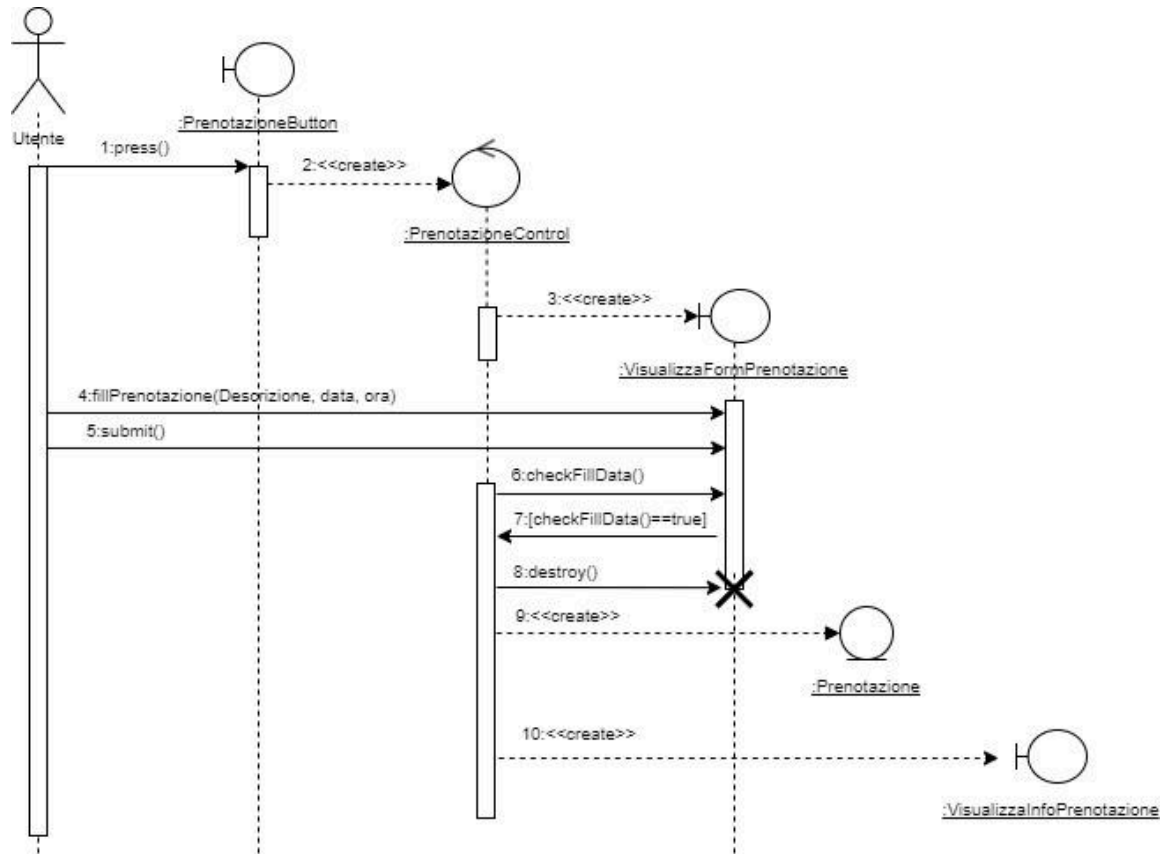 Utente
:PrenotazioneButton
1:press()
2:<<create>>
:PrenotazioneControl
3:<<create>>
:VisualizzaFormPrenotazione
4:fillPrenotazione(Descrizione, data, ora)
5:submit()
6:checkFillData()
7:[checkFillData()==true]
8:destroy()
9:<<create>>
:Prenotazione
10:<<create>>
:VisualizzaInfoPrenotazione